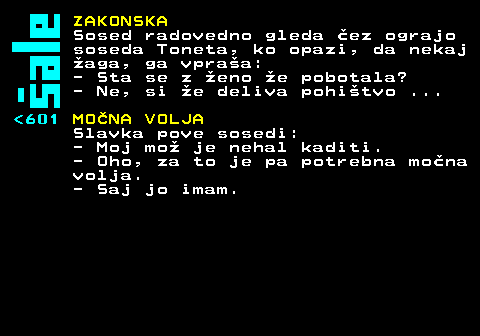 Šale
ZAKONSKA
Sosed radovedno gleda čez ograjo
soseda Toneta, ko opazi, da nekaj
žaga, ga vpraša:
- Sta se z ženo že pobotala?
- Ne, si že deliva pohištvo ...
<601 MOČNA VOLJA
Slavka pove sosedi:
- Moj mož je nehal kaditi.
- Oho, za to je pa potrebna močna
volja.
- Saj jo imam.